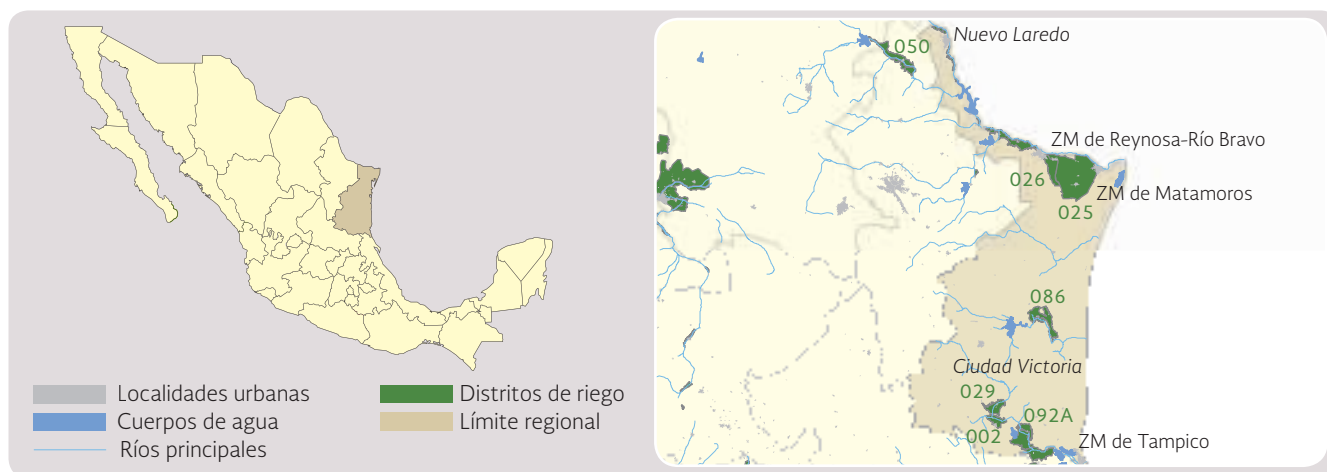 Localidades urbanas
Cuerpos de agua
Ríos principales
Distritos de riego
Límite regional
050
Nuevo Laredo
ZM de Reynosa-Río Bravo
026
ZM de Matamoros
025
086
Ciudad Victoria
029
092A
002
ZM de Tampico